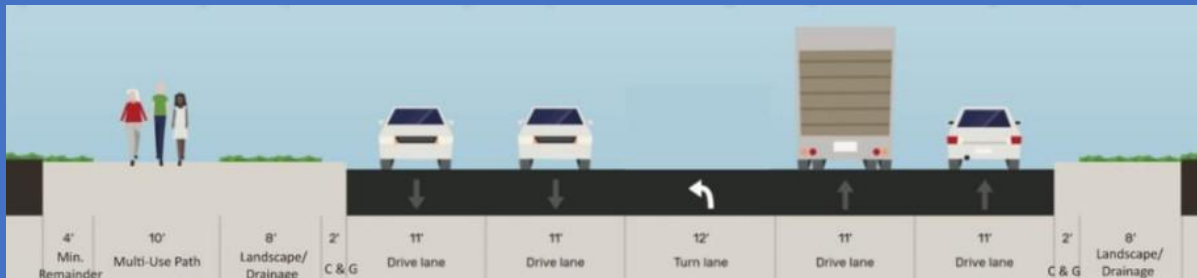 4'
Min.
Remainder
10'
Multi-Use Path
8'
Landscape/
Drainage
2'
C & G
11'
Drive lane
11'
Drive lane
12'
Turn lane
11'
Drive lane
11'
Drive lane
2'
C & G
8'
Landscape/
Drainage